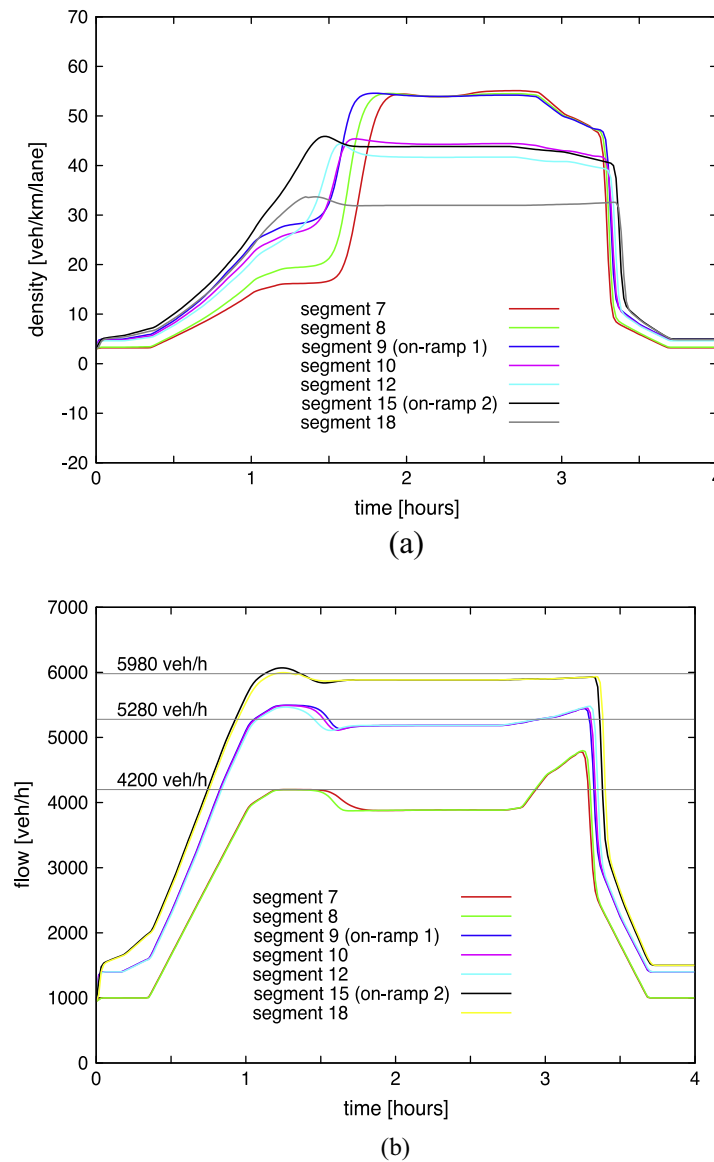 70
60
50
40
30
20
10
0
-10
-20
density [veh/km/lane]
segment 7
segment 8
segment 9 (on-ramp 1)
segment 10
segment 12
segment 15 (on-ramp 2)
segment 18
0 1 2 3 4
time [hours]
(a)
7000
6000
5000
4000
3000
2000
1000
0
flow [veh/h]
5980 veh/h
5280 veh/h
4200 veh/h
segment 7
segment 8
segment 9 (on-ramp 1)
segment 10
segment 12
segment 15 (on-ramp 2)
segment 18
0 1 2 3 4
time [hours]
(b)